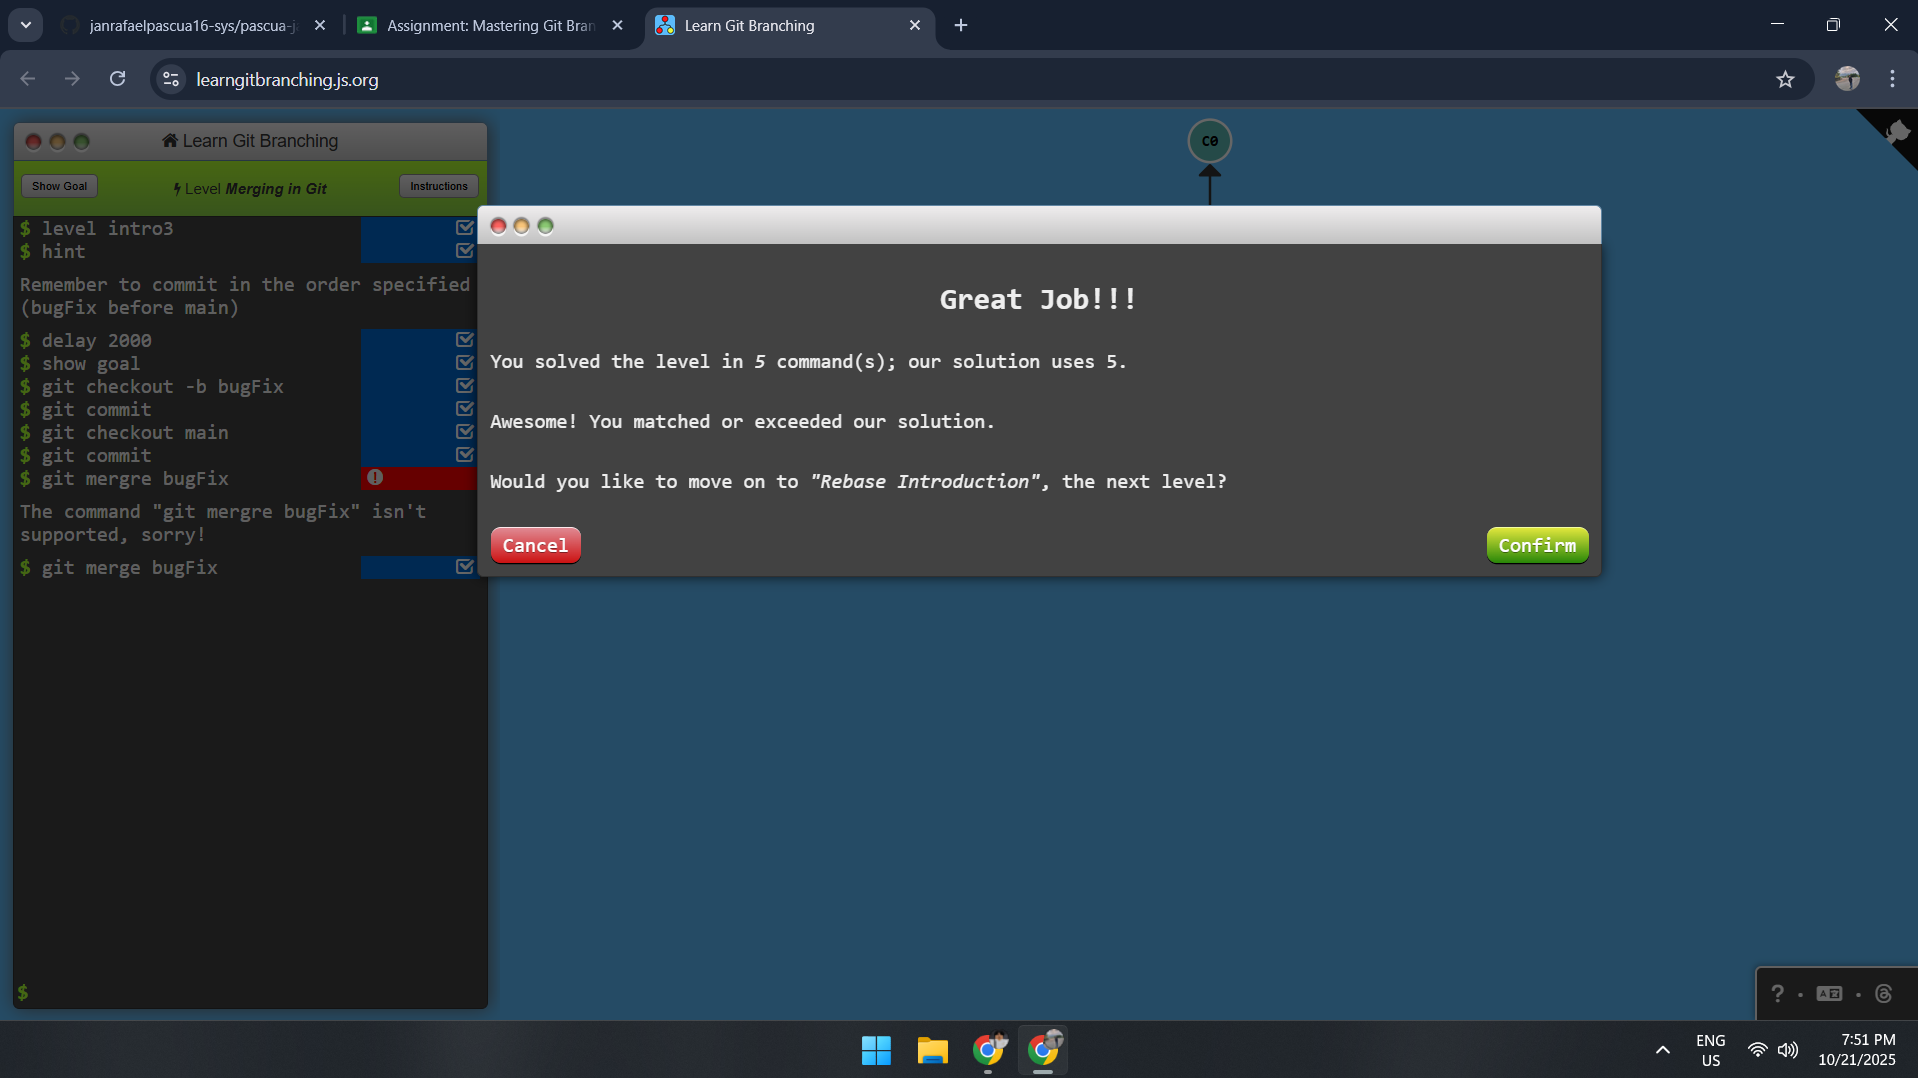 janrafaelpascua16-sys/pascua-ja
Assignment: Mastering Git Bran
Learn Git Branching
learngitbranching.js.org
Learn Git Branching
Show Goal
Level Merging in Git
Instructions
$ level intro3
$ hint
Remember to commit in the order specified
(bugFix before main)
$ delay 2000
$ show goal
$ git checkout -b bugFix
$ git commit
$ git checkout main
$ git commit
$ git mergre bugFix
The command "git mergre bugFix" isn't
supported, sorry!
$ git merge bugFix
$
C0
Great Job!!!
You solved the level in 5 command(s); our solution uses 5.
Awesome! You matched or exceeded our solution.
Would you like to move on to "Rebase Introduction", the next level?
Cancel
Confirm
ENG
US
7:51 PM
10/21/2025